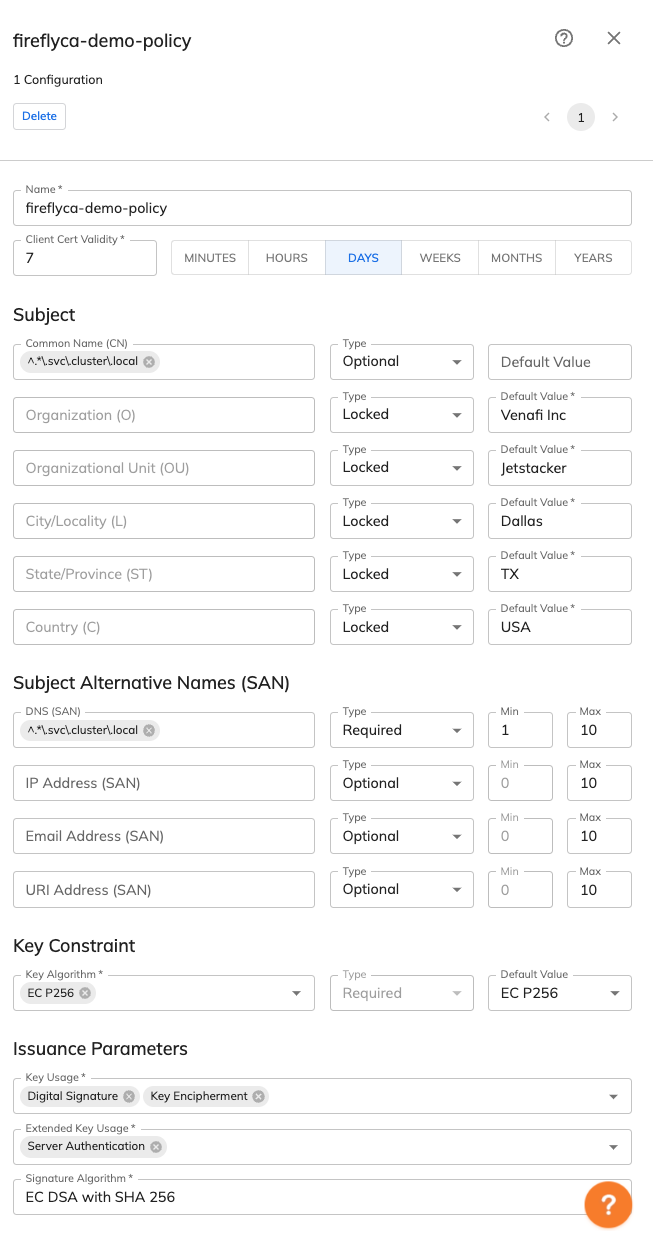 fireflyca-demo-policy
1 Configuration
Delete
1
Name *
fireflyca-demo-policy
Client Cert Validity *
7
MINUTES
HOURS
DAYS
WEEKS
MONTHS
YEARS
Subject
Common Name (CN)
^.*\.svc\.cluster\.local
Type
Optional
Default Value
Organization (O)
Type
Locked
Default Value *
Venafi Inc
Organizational Unit (OU)
Type
Locked
Default Value *
Jetstacker
City/Locality (L)
Type
Locked
Default Value *
Dallas
State/Province (ST)
Type
Locked
Default Value *
TX
Country (C)
Type
Locked
Default Value *
USA
Subject Alternative Names (SAN)
DNS (SAN)
^.*\.svc\.cluster\.local
Type
Required
Min
1
Max
10
IP Address (SAN)
Type
Optional
Min
0
Max
10
Email Address (SAN)
Type
Optional
Min
0
Max
10
URI Address (SAN)
Type
Optional
Min
0
Max
10
Key Constraint
Key Algorithm *
EC P256
Type
Required
Default Value
EC P256
Issuance Parameters
Key Usage *
Digital Signature
Key Encipherment
Extended Key Usage *
Server Authentication
Signature Algorithm *
EC DSA with SHA 256
?